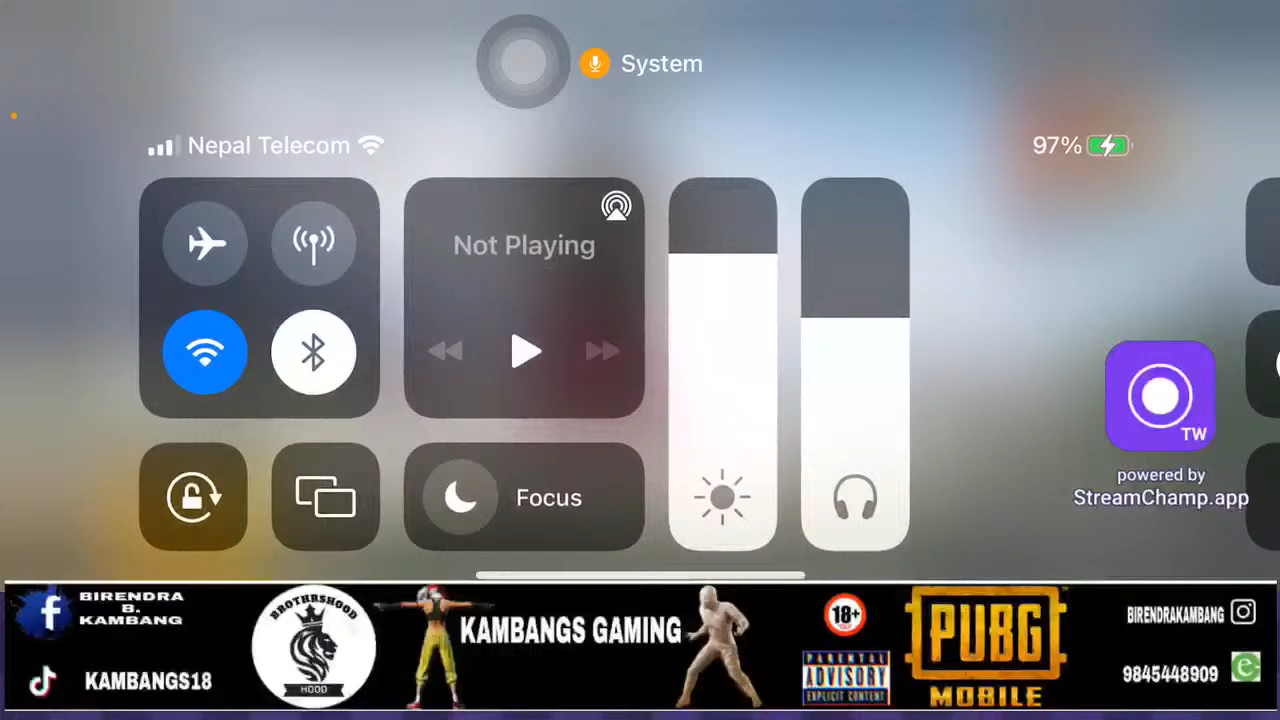 System
Nepal Telecom
97%
Not Playing
Focus
TW
powered by
StreamChamp.app
BIRENDRA
B.
KAMBANG
KAMBANGS18
BROTHRSHOOD
HOOD
KAMBANGS GAMING
18+
PARENTAL
ADVISORY
EXPLICIT CONTENT
PUBG
MOBILE
BIRENDRAKAMBANG
9845448909